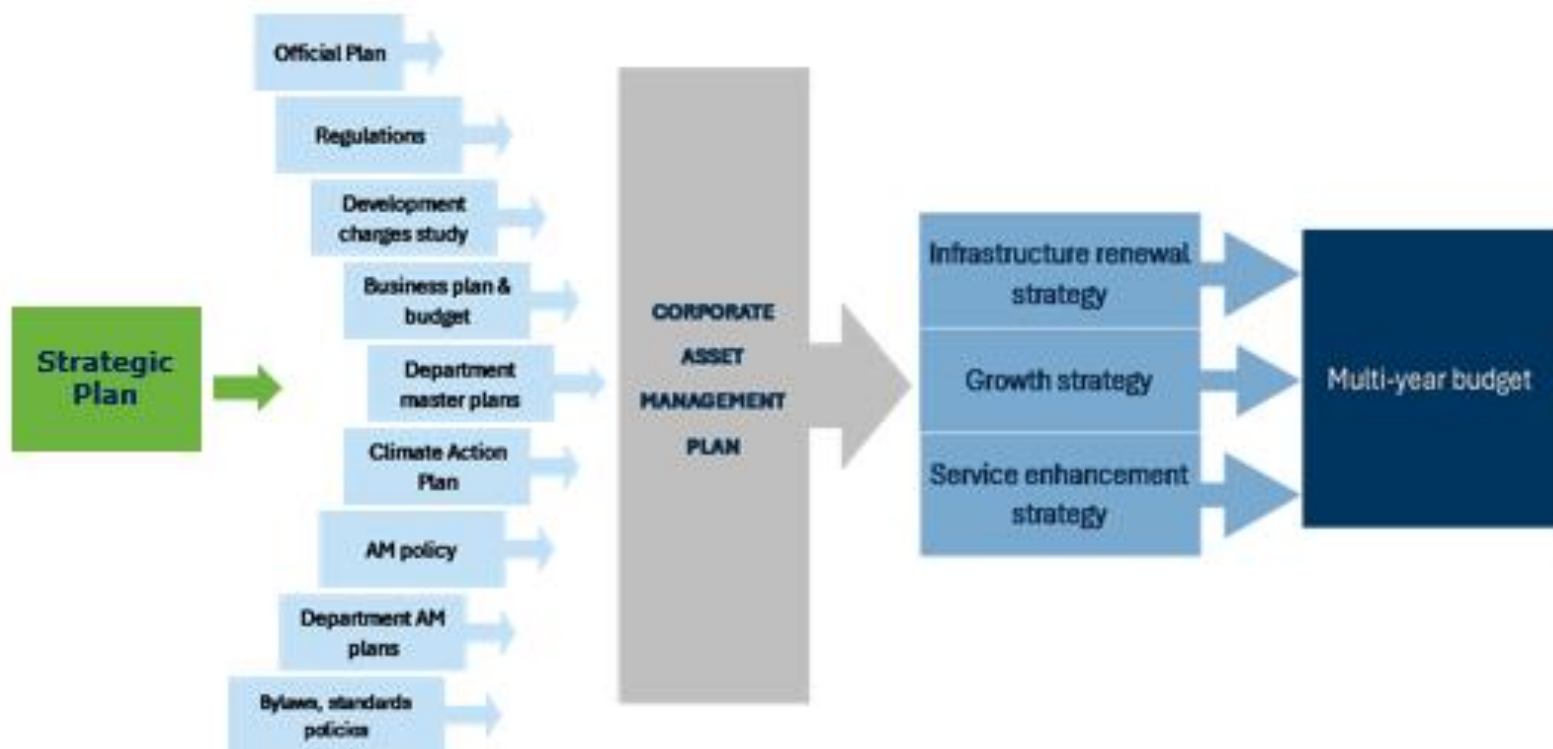 Official Plan
Regulations
Development
charges study
Business plan &
budget
Department
master plans
Climate Action
Plan
AM policy
Department AM
plans
Bylaws, standards
policies
Strategic
Plan
CORPORATE
ASSET
MANAGEMENT
PLAN
Infrastructure renewal
strategy
Growth strategy
Service enhancement
strategy
Multi-year budget